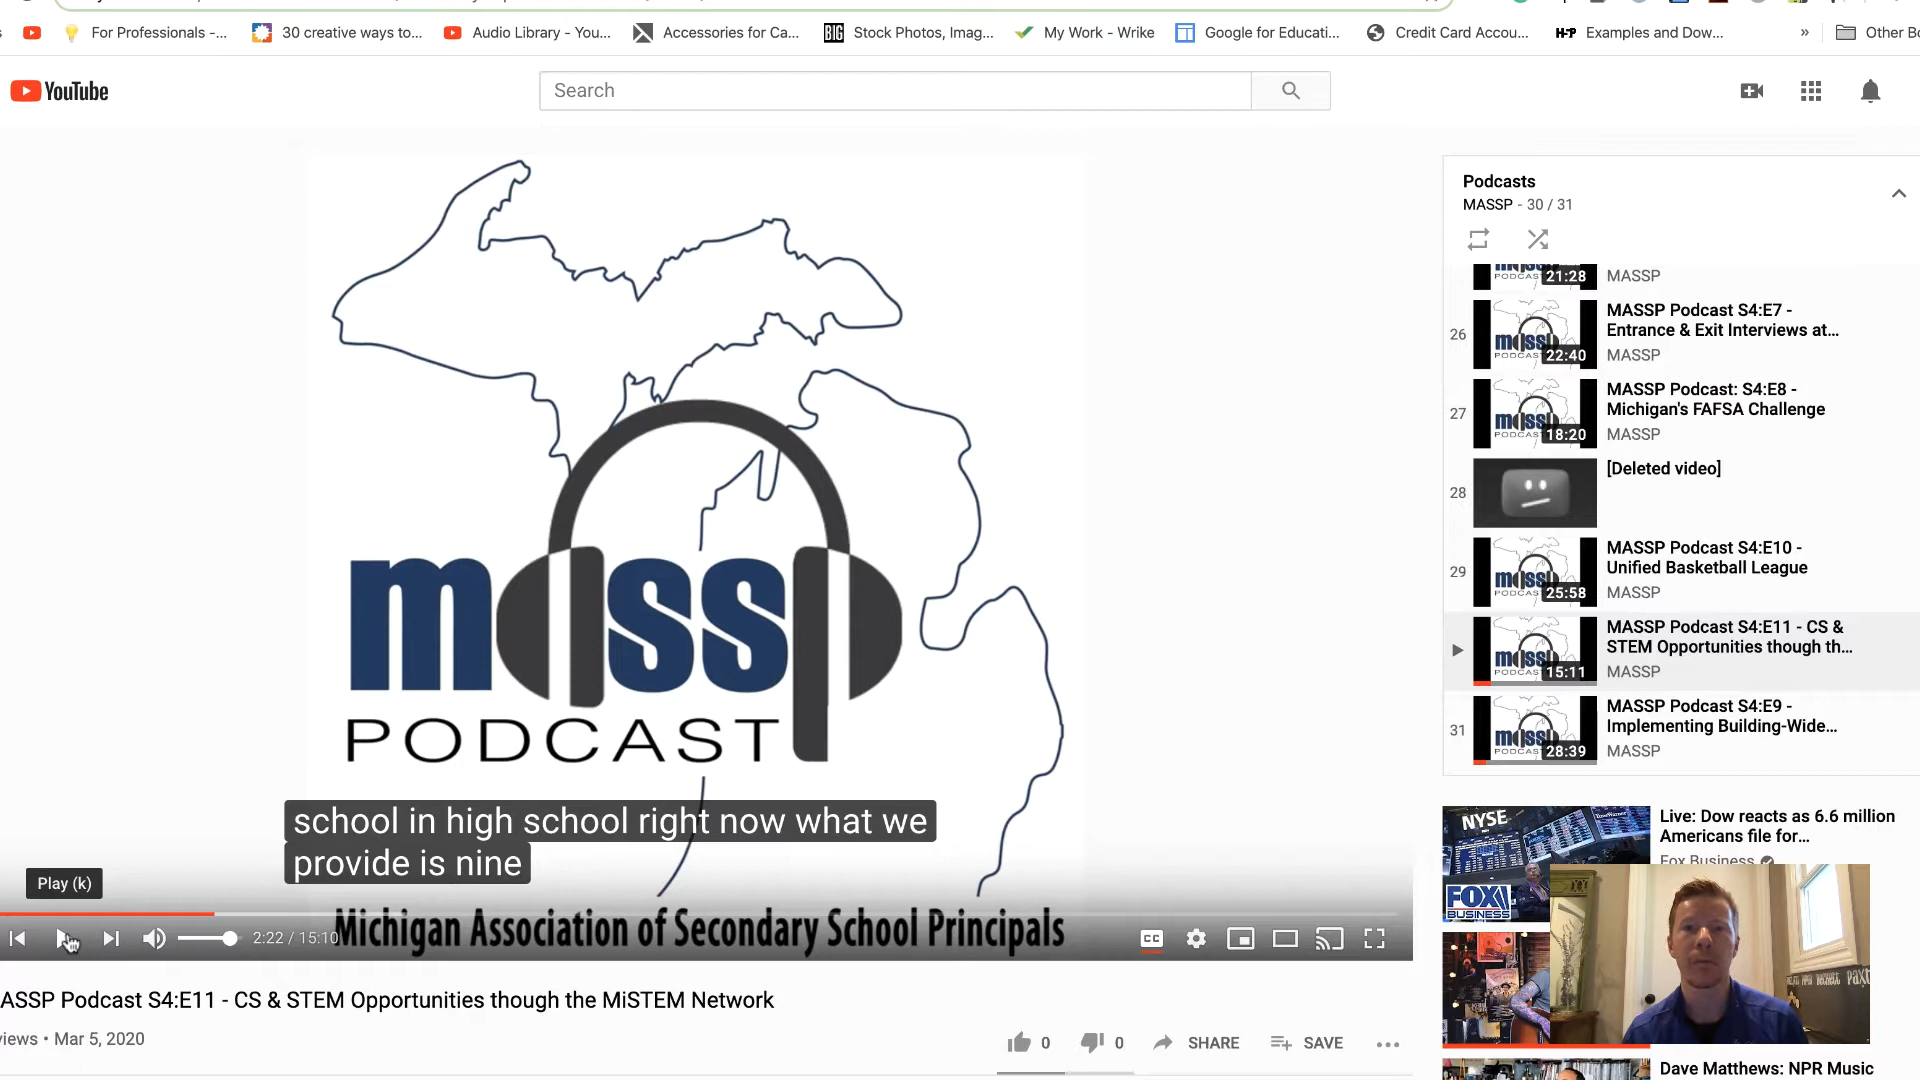 For Professionals -...
30 creative ways to...
Audio Library - You...
Accessories for Ca...
BIG
Stock Photos, Imag...
My Work - Wrike
Google for Educati...
Credit Card Accou...
H-P
Examples and Dow...
»
Other Bo
YouTube
Search
Podcasts
MASSP - 30 / 31
21:28
MASSP
26
22:40
MASSP Podcast S4:E7 -
Entrance & Exit Interviews at...
MASSP
27
18:20
MASSP Podcast: S4:E8 -
Michigan's FAFSA Challenge
MASSP
28
[Deleted video]
29
25:58
MASSP Podcast S4:E10 -
Unified Basketball League
MASSP
15:11
MASSP Podcast S4:E11 - CS &
STEM Opportunities though th...
MASSP
31
28:39
MASSP Podcast S4:E9 -
Implementing Building-Wide...
MASSP
massp
PODCAST
school in high school right now what we
provide is nine
Play (k)
Michigan Association of Secondary School Principals
2:22 / 15:10
CC
ASSP Podcast S4:E11 - CS & STEM Opportunities though the MiSTEM Network
views • Mar 5, 2020
0
0
SHARE
SAVE
NYSE
FOX
BUSINESS
Live: Dow reacts as 6.6 million
Americans file for...
Fox Business
Dave Matthews: NPR Music